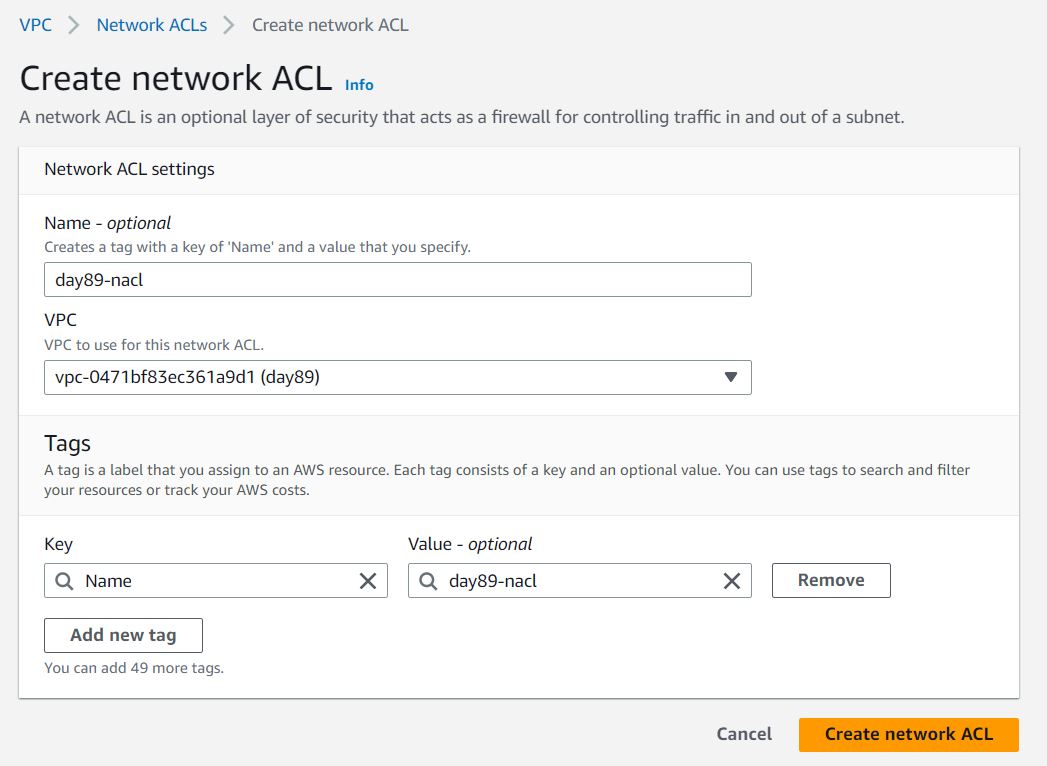 VPC > Network ACLs > Create network ACL
Create network ACL Info
A network ACL is an optional layer of security that acts as a firewall for controlling traffic in and out of a subnet.
Network ACL settings
Name - optional
Creates a tag with a key of 'Name' and a value that you specify.
day89-nacl
VPC
VPC to use for this network ACL.
vpc-0471bf83ec361a9d1 (day89)
Tags
A tag is a label that you assign to an AWS resource. Each tag consists of a key and an optional value. You can use tags to search and filter
your resources or track your AWS costs.
Key Value - optional
Name day89-nacl Remove
Add new tag
You can add 49 more tags.
Cancel Create network ACL